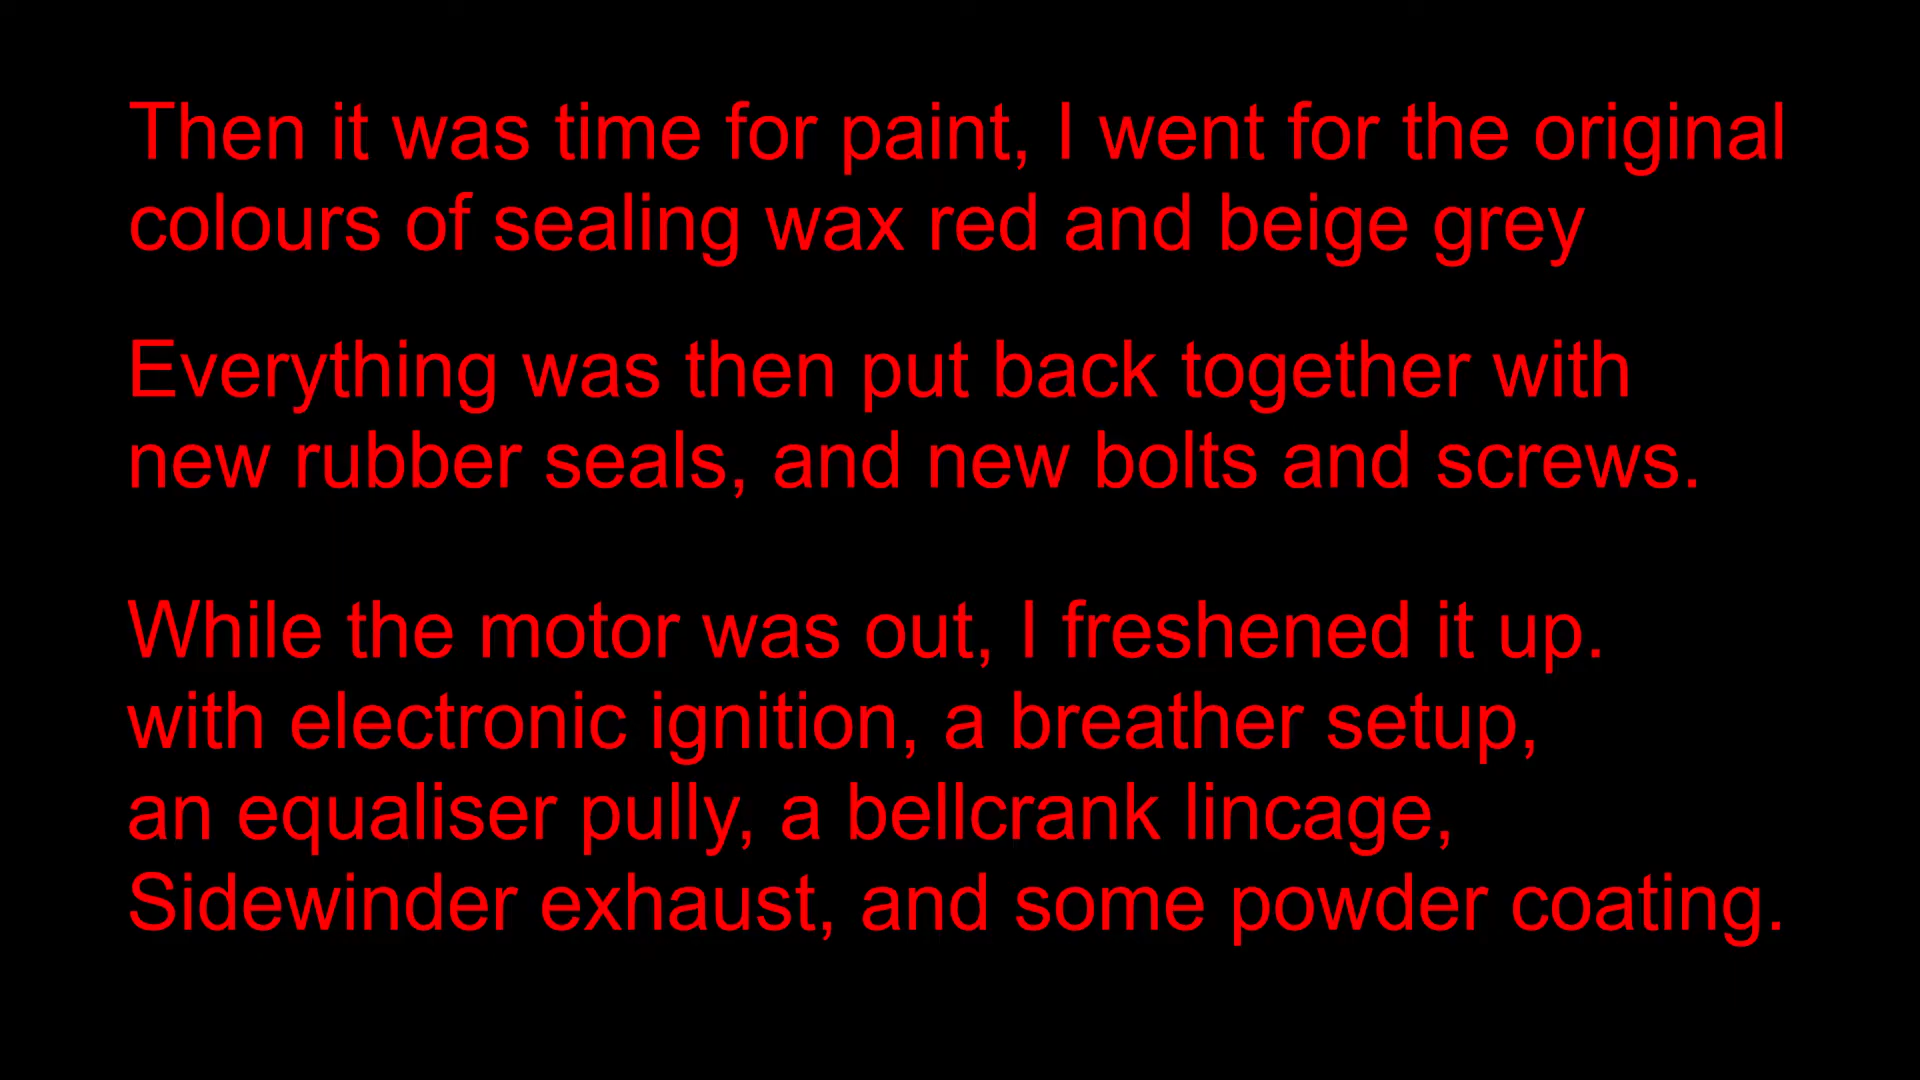 Then it was time for paint, I went for the original
colours of sealing wax red and beige grey
Everything was then put back together with
new rubber seals, and new bolts and screws.
While the motor was out, I freshened it up.
with electronic ignition, a breather setup,
an equaliser pully, a bellcrank lincage,
Sidewinder exhaust, and some powder coating.